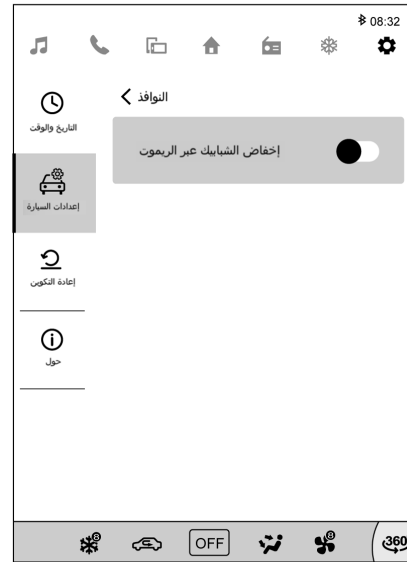 08:32
النوافذ
التاريخ والوقت
إخفاض الشبابيك عبر الريموت
إعدادات السيارة
إعادة التكوين
حول
OFF
360